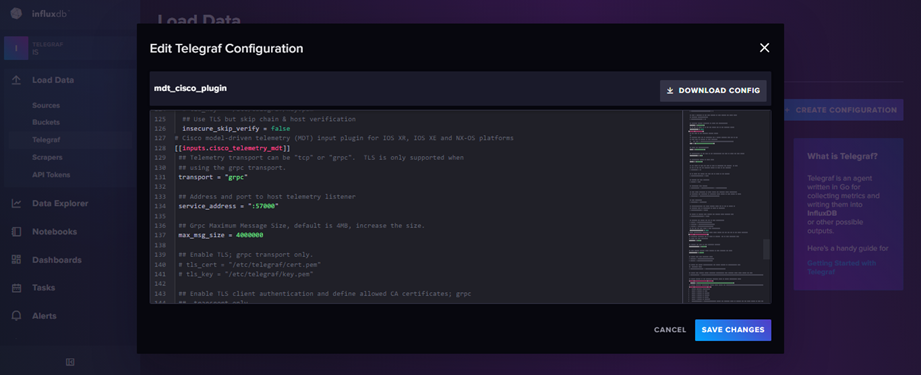 influxdb
Load Data
TELEGRAF
Load Data
Sources
Buckets
Telegraf
Scrapers
API Tokens
Data Explorer
Notebooks
Dashboards
Tasks
Alerts
Edit Telegraf Configuration
mdt_cisco_plugin
DOWNLOAD CONFIG
125 ## Use TLS but skip chain & host verification
126 insecure_skip_verify = false
127 # Cisco model-driven telemetry (MDT) input plugin for IOS XR, IOS XE and NX-OS platforms
128 [[inputs.cisco_telemetry_mdt]]
129 ## Telemetry transport can be "tcp" or "grpc". TLS is only supported when
130 ## using the grpc transport.
131 transport = "grpc"
132
133 ## Address and port to host telemetry listener
134 service_address = ":57000"
135
136 ## Grpc Maximum Message Size, default is 4MB, increase the size.
137 max_msg_size = 4000000
138
139 ## Enable TLS; grpc transport only.
140 # tls_cert = "/etc/telegraf/cert.pem"
141 # tls_key = "/etc/telegraf/key.pem"
142
143 ## Enable TLS client authentication and define allowed CA certificates; grpc
CANCEL
SAVE CHANGES
CREATE CONFIGURATION
What is Telegraf?
Telegraf is an agent
written in Go for
collecting metrics and
writing them into
InfluxDB
or other possible
outputs.
Here's a handy guide for
Getting Started with
Telegraf